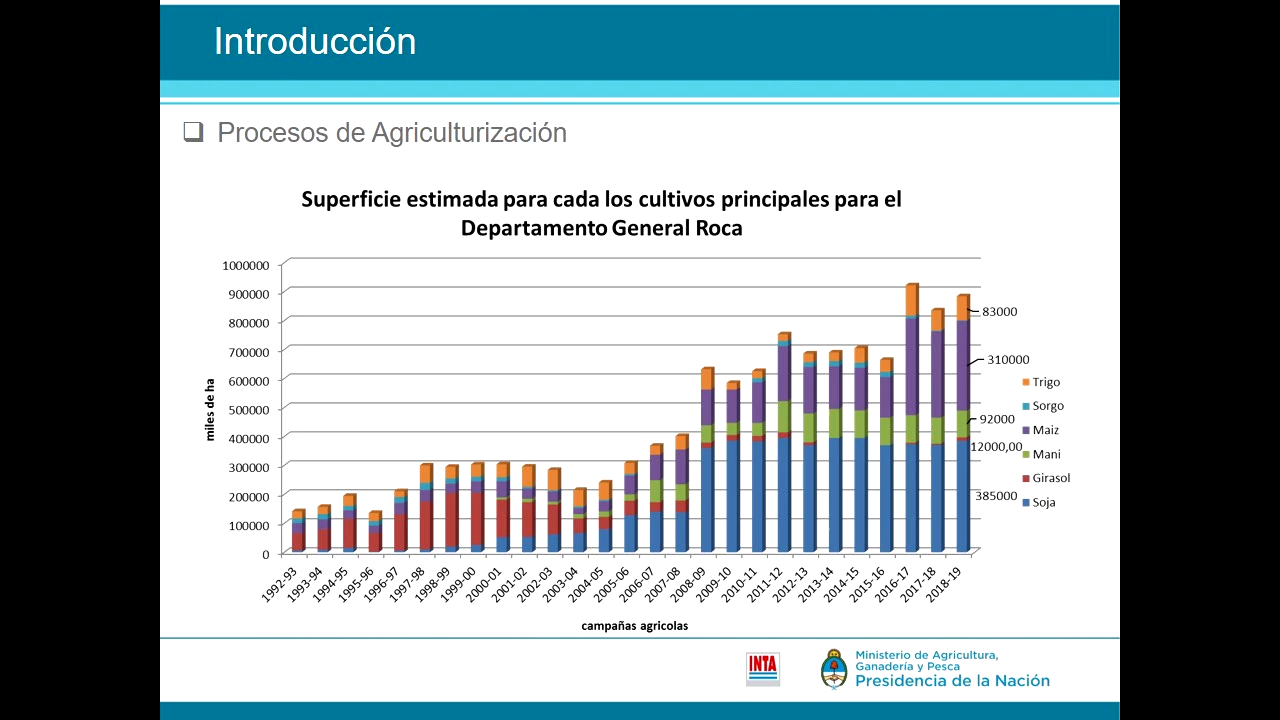 Introducción
❑ Procesos de Agriculturización
Superficie estimada para cada los cultivos principales para el
Departamento General Roca
miles de ha
1000000
900000
800000
700000
600000
500000
400000
300000
200000
100000
0
83000
310000
92000
12000,00
385000
Trigo
Sorgo
Maiz
Mani
Girasol
Soja
1992-93
1993-94
1994-95
1995-96
1996-97
1997-98
1998-99
1999-00
2000-01
2001-02
2002-03
2003-04
2004-05
2005-06
2006-07
2007-08
2008-09
2009-10
2010-11
2011-12
2012-13
2013-14
2014-15
2015-16
2016-17
2017-18
2018-19
campañas agricolas
INTA
Ministerio de Agricultura,
Ganadería y Pesca
Presidencia de la Nación